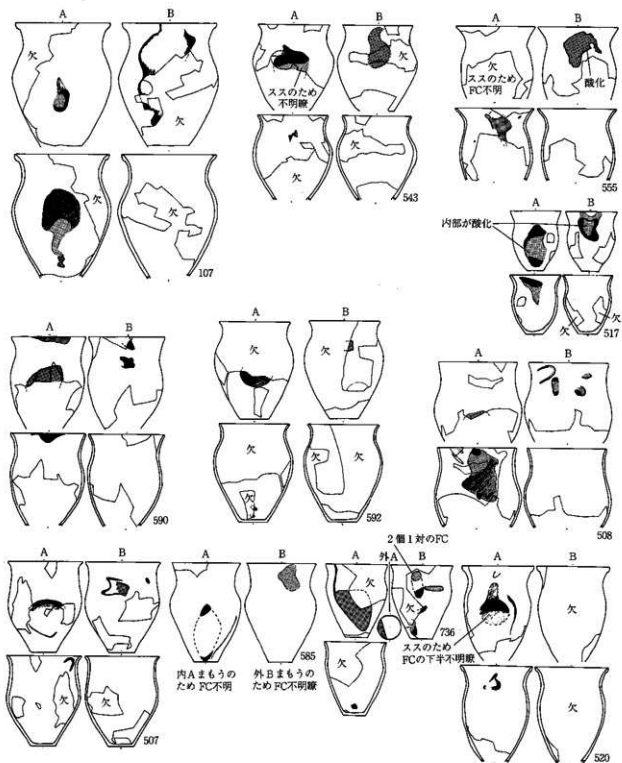 A B
欠
欠
欠
107
A B
欠
ススのため
不明瞭
欠
欠
543
A B
欠
ススのため
FC不明
酸化
555
A B
内部が酸化
欠
欠
517
A B
590
A B
欠
欠
欠
欠
592
A B
508
A B
欠
欠
507
A B
585
内Aまもうの
ため FC不明
外Bまもうの
ため FC不明瞭
2個1対のFC
A 外A B
欠
欠
欠
736
ススのため
FCの下半不明瞭
A B
欠
欠
520